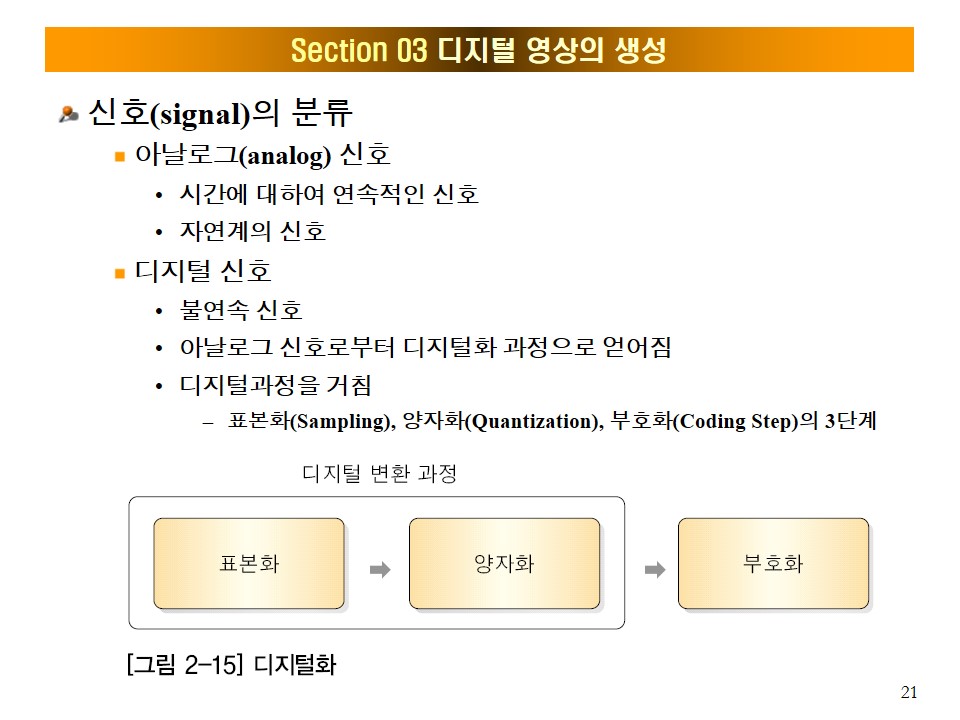 Section 03 디지털 영상의 생성
신호(signal)의 분류
아날로그(analog) 신호
• 시간에 대하여 연속적인 신호
• 자연계의 신호
디지털 신호
• 불연속 신호
• 아날로그 신호로부터 디지털화 과정으로 얻어짐
• 디지털과정을 거침
– 표본화(Sampling), 양자화(Quantization), 부호화(Coding Step)의 3단계
디지털 변환 과정
표본화
양자화
부호화
[그림 2-15] 디지털화
21